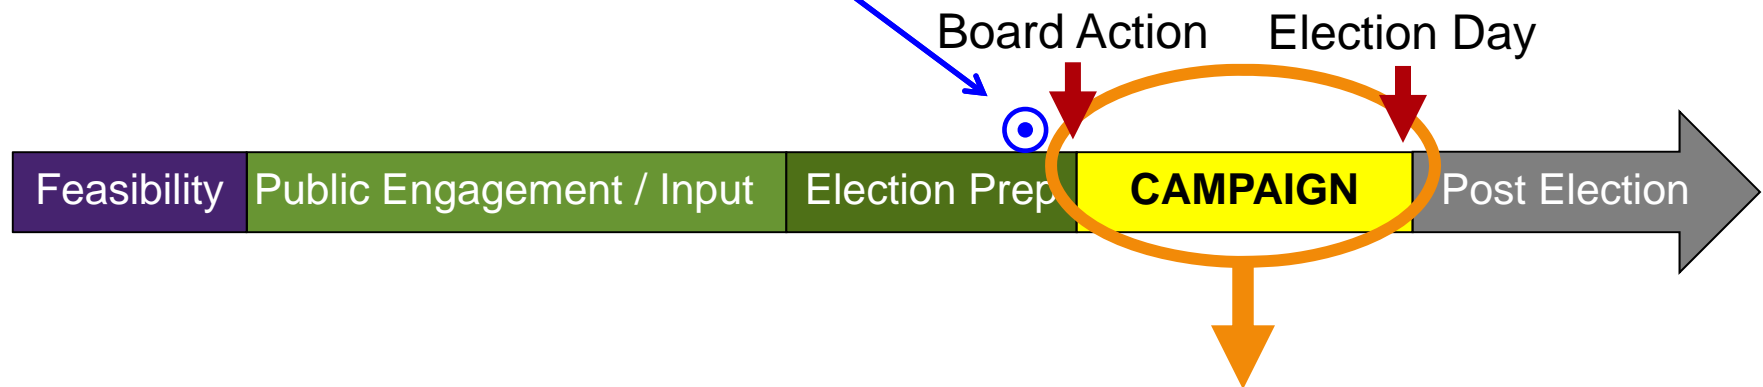 Board Action
Election Day
Feasibility
Public Engagement / Input
Election Prep
CAMPAIGN
Post Election